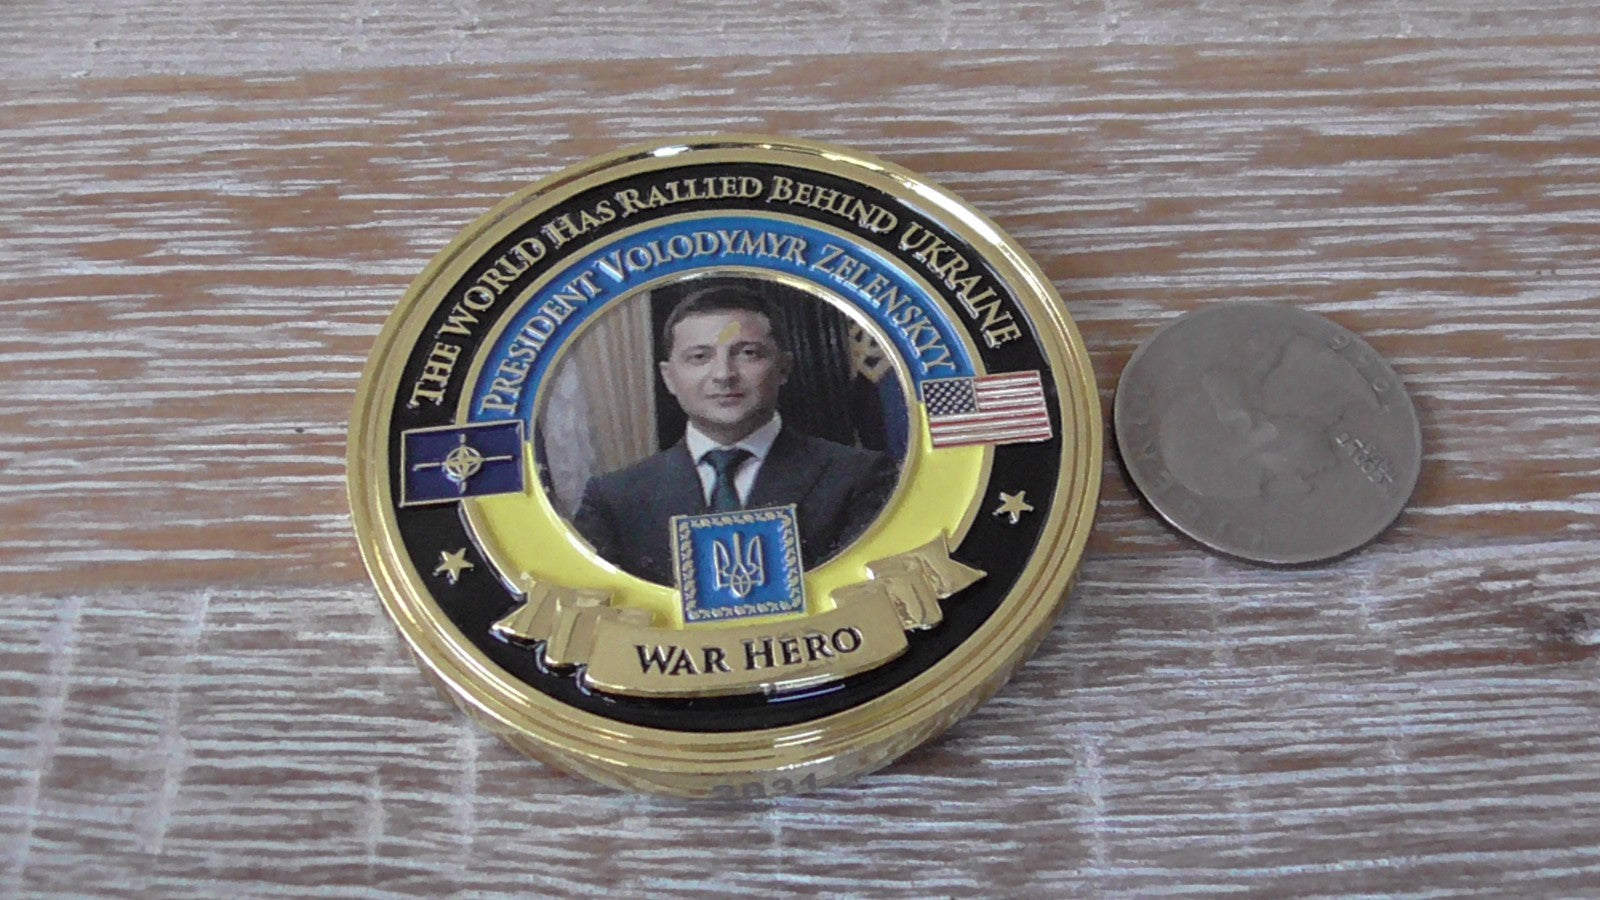 THE WORLD HAS RALLIED BEHIND UKRAINE
PRESIDENT VOLODYMYR ZELENSKYY
WAR HERO